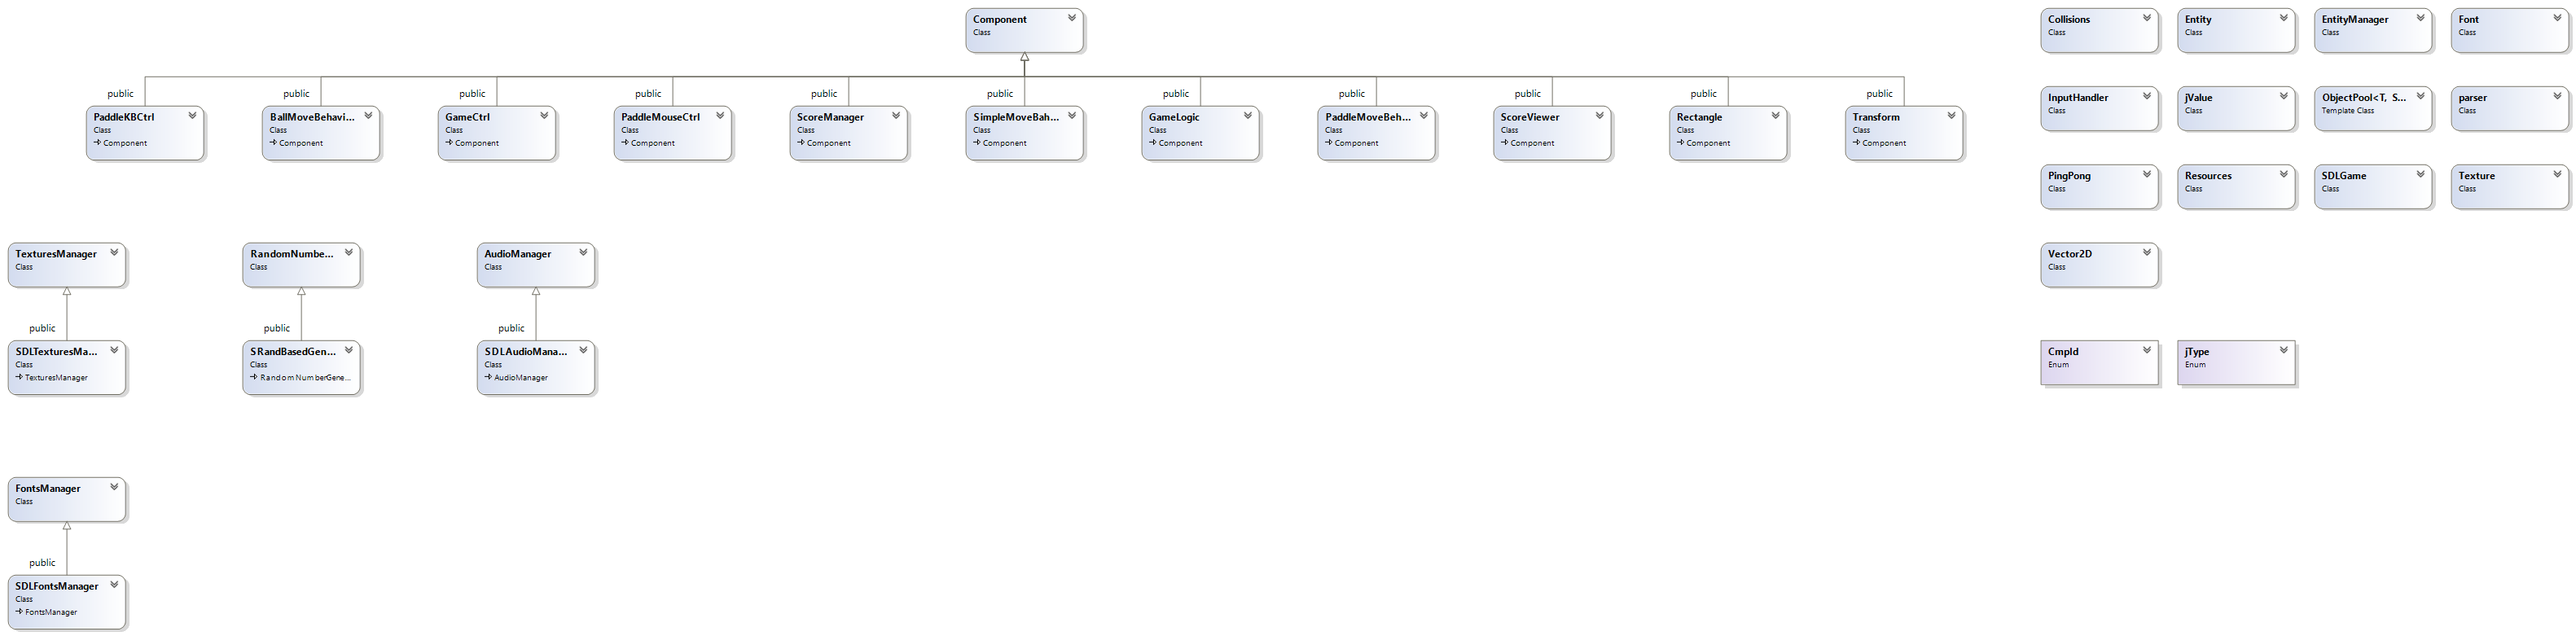 Component
Class
public
PaddleKBCtrl
Class
Component
public
BallMoveBehavi...
Class
Component
public
GameCtrl
Class
Component
public
PaddleMouseCtrl
Class
Component
public
ScoreManager
Class
Component
public
SimpleMoveBah...
Class
Component
public
GameLogic
Class
Component
public
PaddleMoveBeh...
Class
Component
public
ScoreViewer
Class
Component
public
Rectangle
Class
Component
public
Transform
Class
Component
Collisions
Class
Entity
Class
EntityManager
Class
Font
Class
InputHandler
Class
jValue
Class
ObjectPool<T, S...
Template Class
parser
Class
PingPong
Class
Resources
Class
SDLGame
Class
Texture
Class
Vector2D
Class
CmpId
Enum
jType
Enum
TexturesManager
Class
public
SDLTexturesMa...
Class
TexturesManager
RandomNumbe...
Class
public
SRandBasedGen...
Class
RandomNumberGene...
AudioManager
Class
public
SDLAudioMana...
Class
AudioManager
FontsManager
Class
public
SDLFontsManager
Class
FontsManager